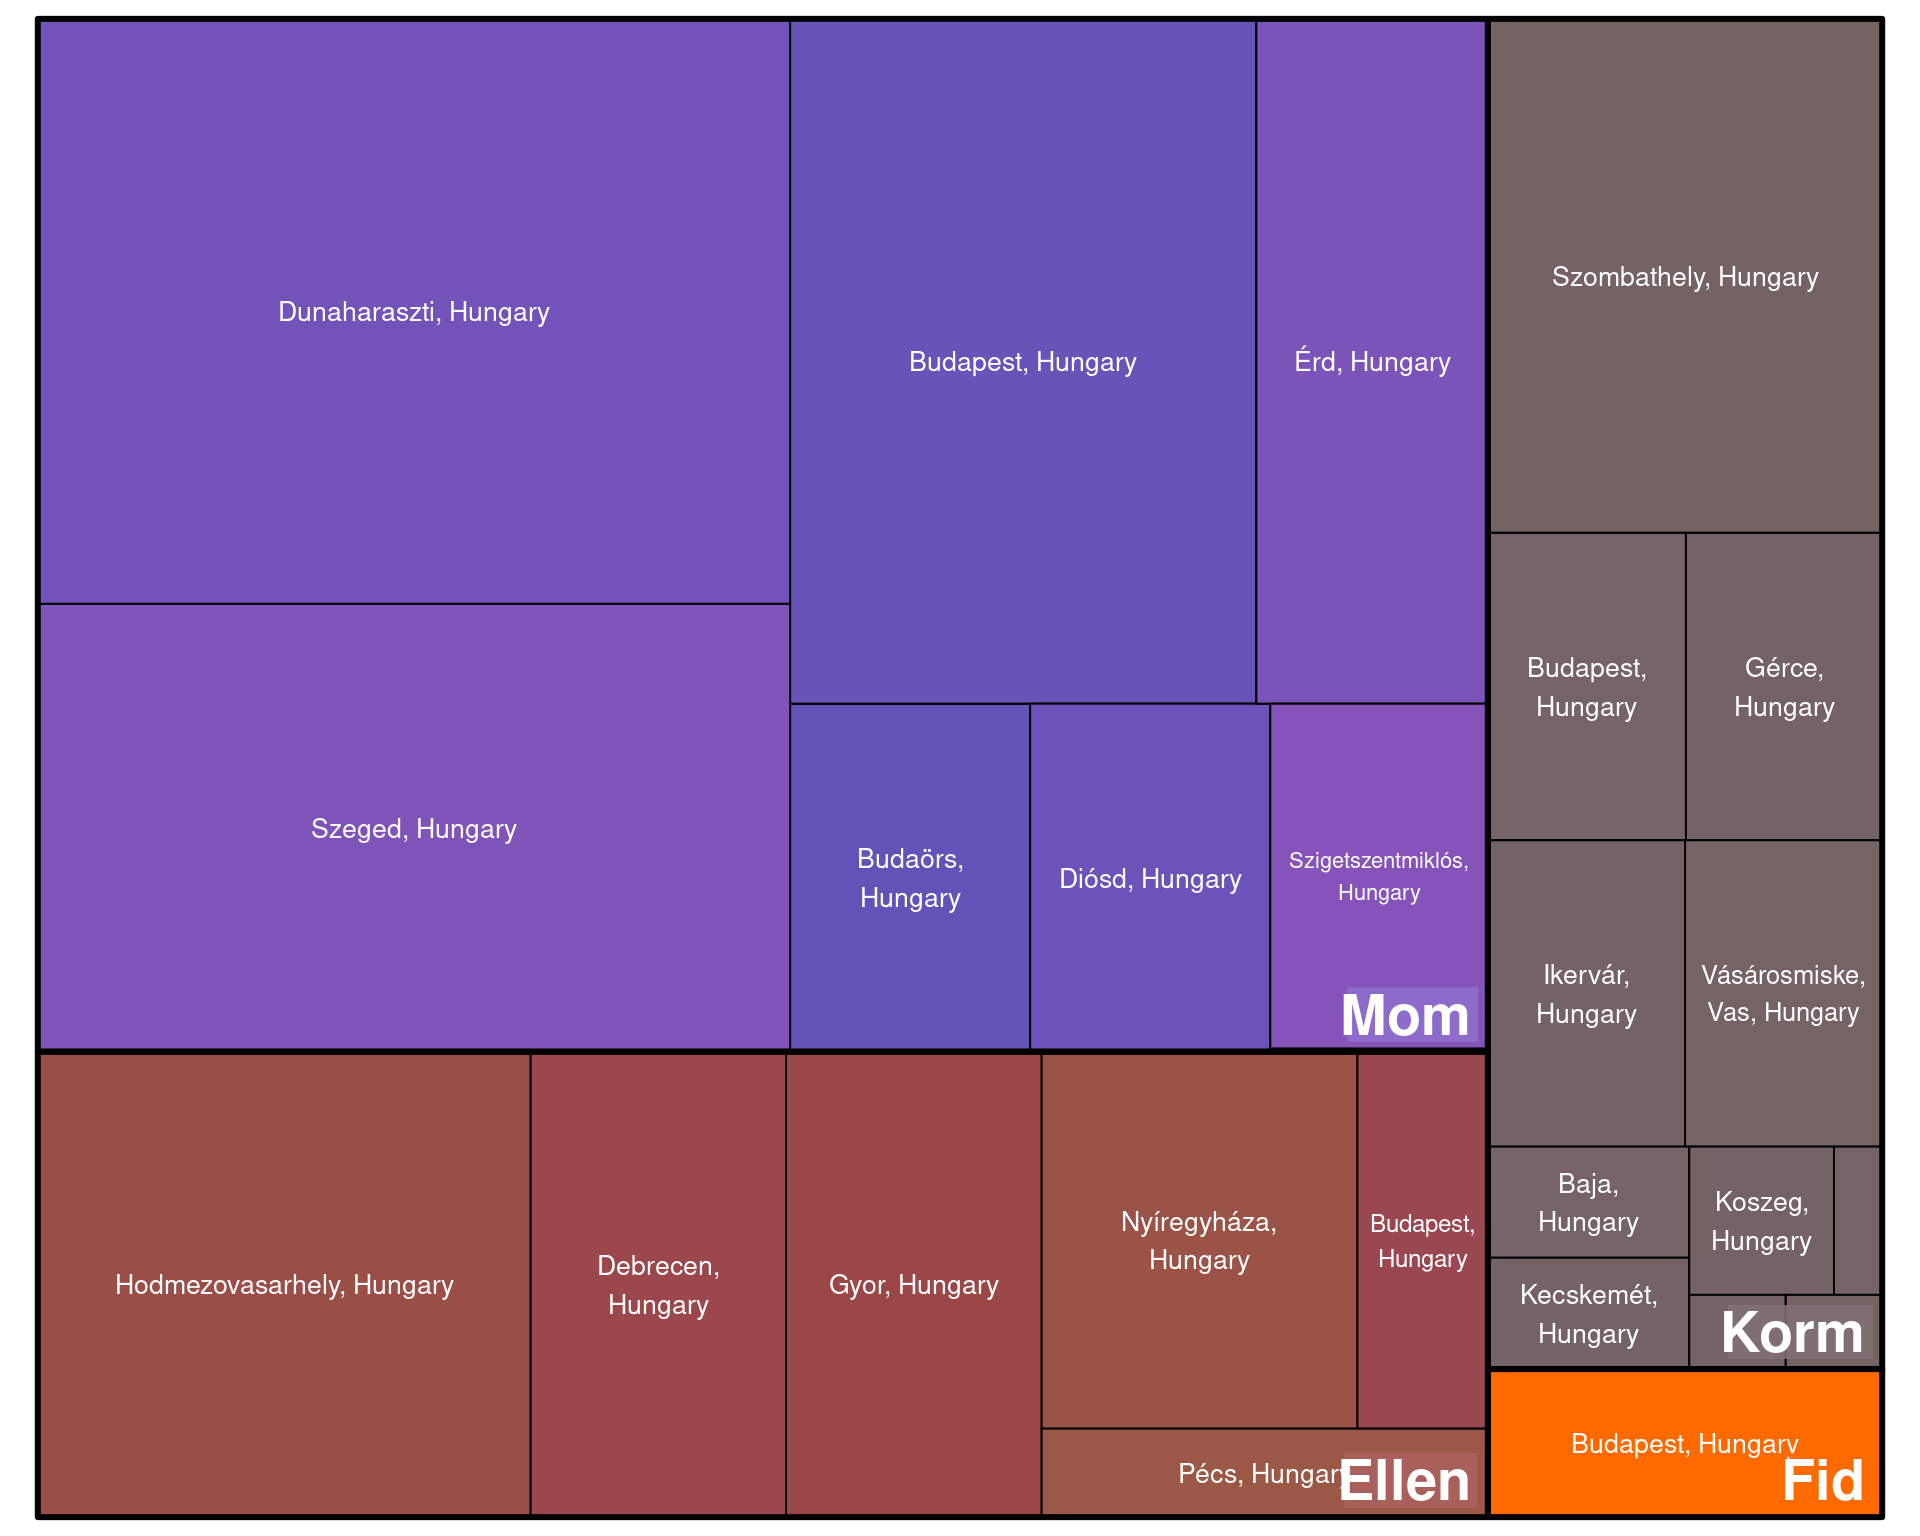 Dunaharaszti, Hungary
Szeged, Hungary
Budapest, Hungary
Érd, Hungary
Budaörs,
Hungary
Diósd, Hungary
Szigetszentmiklós,
Hungary
Mom
Hodmezovasarhely, Hungary
Debrecen,
Hungary
Gyor, Hungary
Nyíregyháza,
Hungary
Budapest,
Hungary
Pécs, Hungary
Ellen
Szombathely, Hungary
Budapest,
Hungary
Gérce,
Hungary
Ikervár,
Hungary
Vásárosmiske,
Vas, Hungary
Baja,
Hungary
Kecskemét,
Hungary
Koszeg,
Hungary
Korm
Budapest, Hungary
Fid